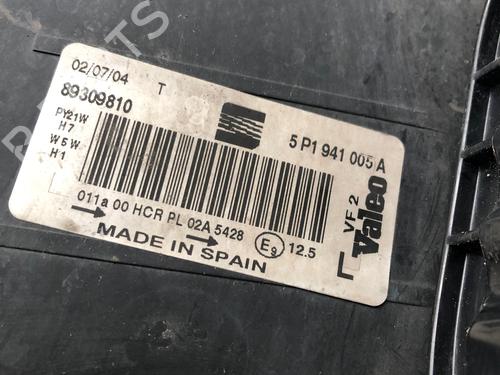 02/07/04 T
89309810
5P1 941 005 A
PY21W
H7
W5W
H1
011a 00 HCR PL 02A 5428
E9 12.5
MADE IN SPAIN
VF2
Valeo
L